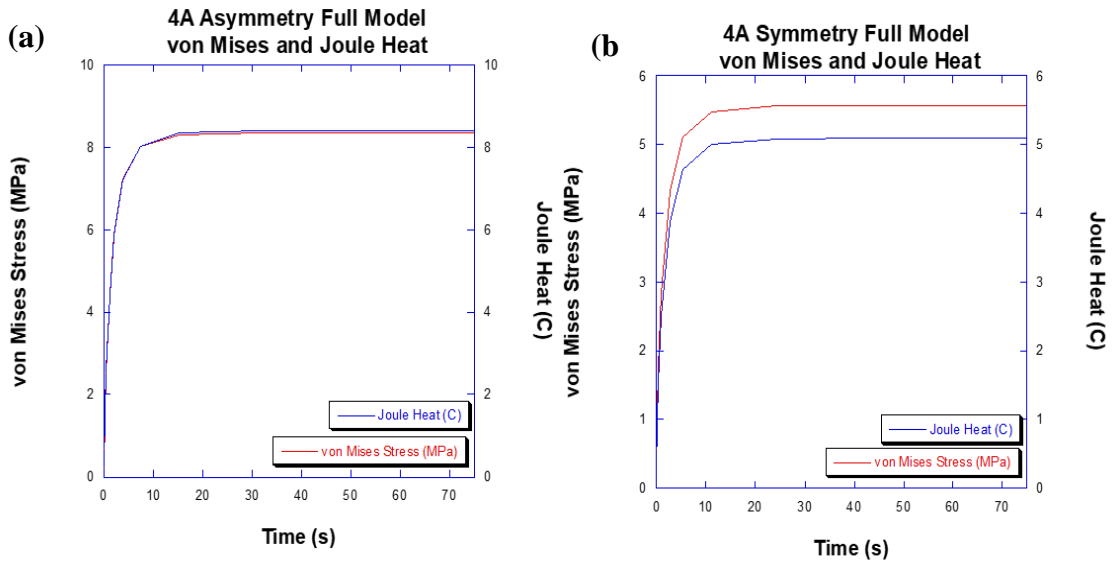 (a)
4A Asymmetry Full Model
von Mises and Joule Heat
von Mises Stress (MPa)
10
8
6
4
2
0
10
8
6
4
2
0
Joule Heat (C)
Joule Heat (C)
von Mises Stress (MPa)
0 10 20 30 40 50 60 70
Time (s)
(b)
4A Symmetry Full Model
von Mises and Joule Heat
von Mises Stress (MPa)
6
5
4
3
2
1
0
6
5
4
3
2
1
0
Joule Heat (C)
Joule Heat (C)
von Mises Stress (MPa)
0 10 20 30 40 50 60 70
Time (s)